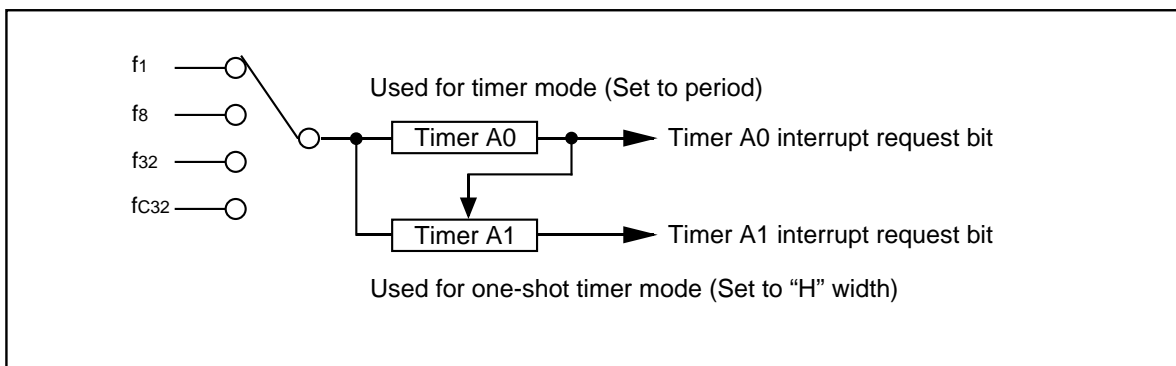 f1
Used for timer mode (Set to period)
f8
Timer A0
Timer A0 interrupt request bit
f32
fC32
Timer A1
Timer A1 interrupt request bit
Used for one-shot timer mode (Set to “H” width)